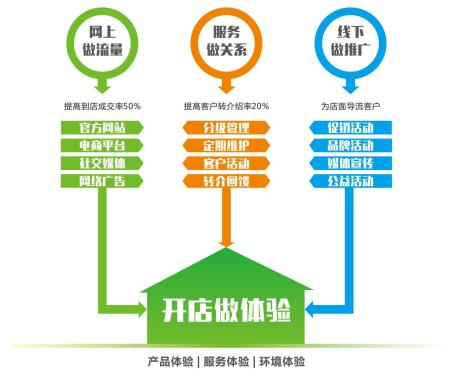 网上
做流量
服务
做关系
线下
做推广
提高到店成交率50%
提高客户转介绍率20%
为店面导流客户
官方网站
电商平台
社交媒体
网络广告
分级管理
定期维护
客户活动
转介回馈
促销活动
品牌活动
媒体宣传
公益活动
开店做体验
产品体验 | 服务体验 | 环境体验